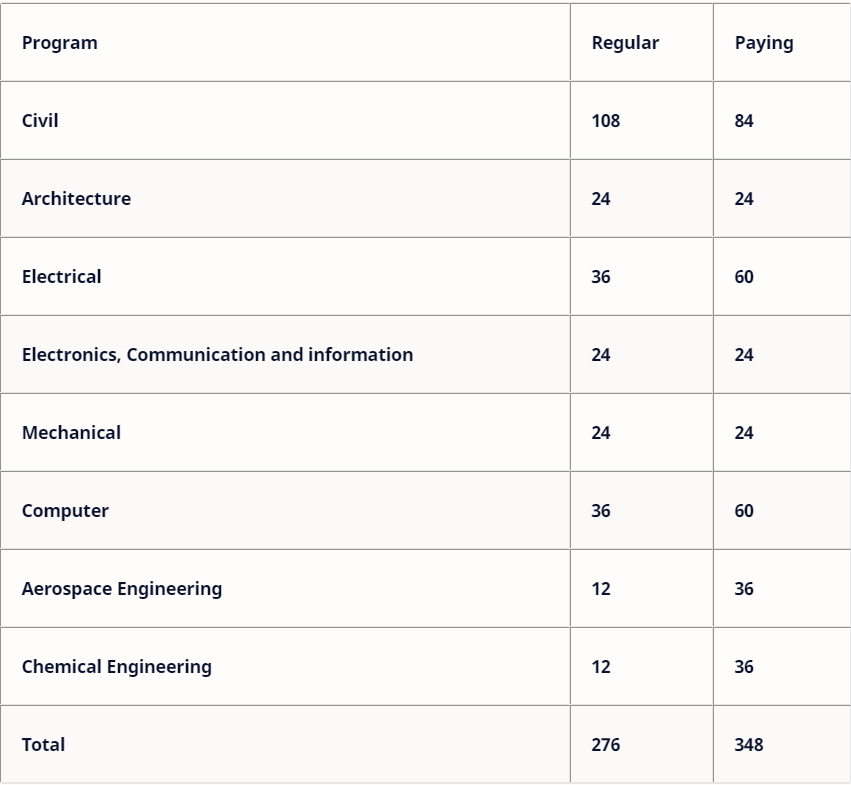 Program Regular Paying
Civil 108 84
Architecture 24 24
Electrical 36 60
Electronics, Communication and information 24 24
Mechanical 24 24
Computer 36 60
Aerospace Engineering 12 36
Chemical Engineering 12 36
Total 276 348